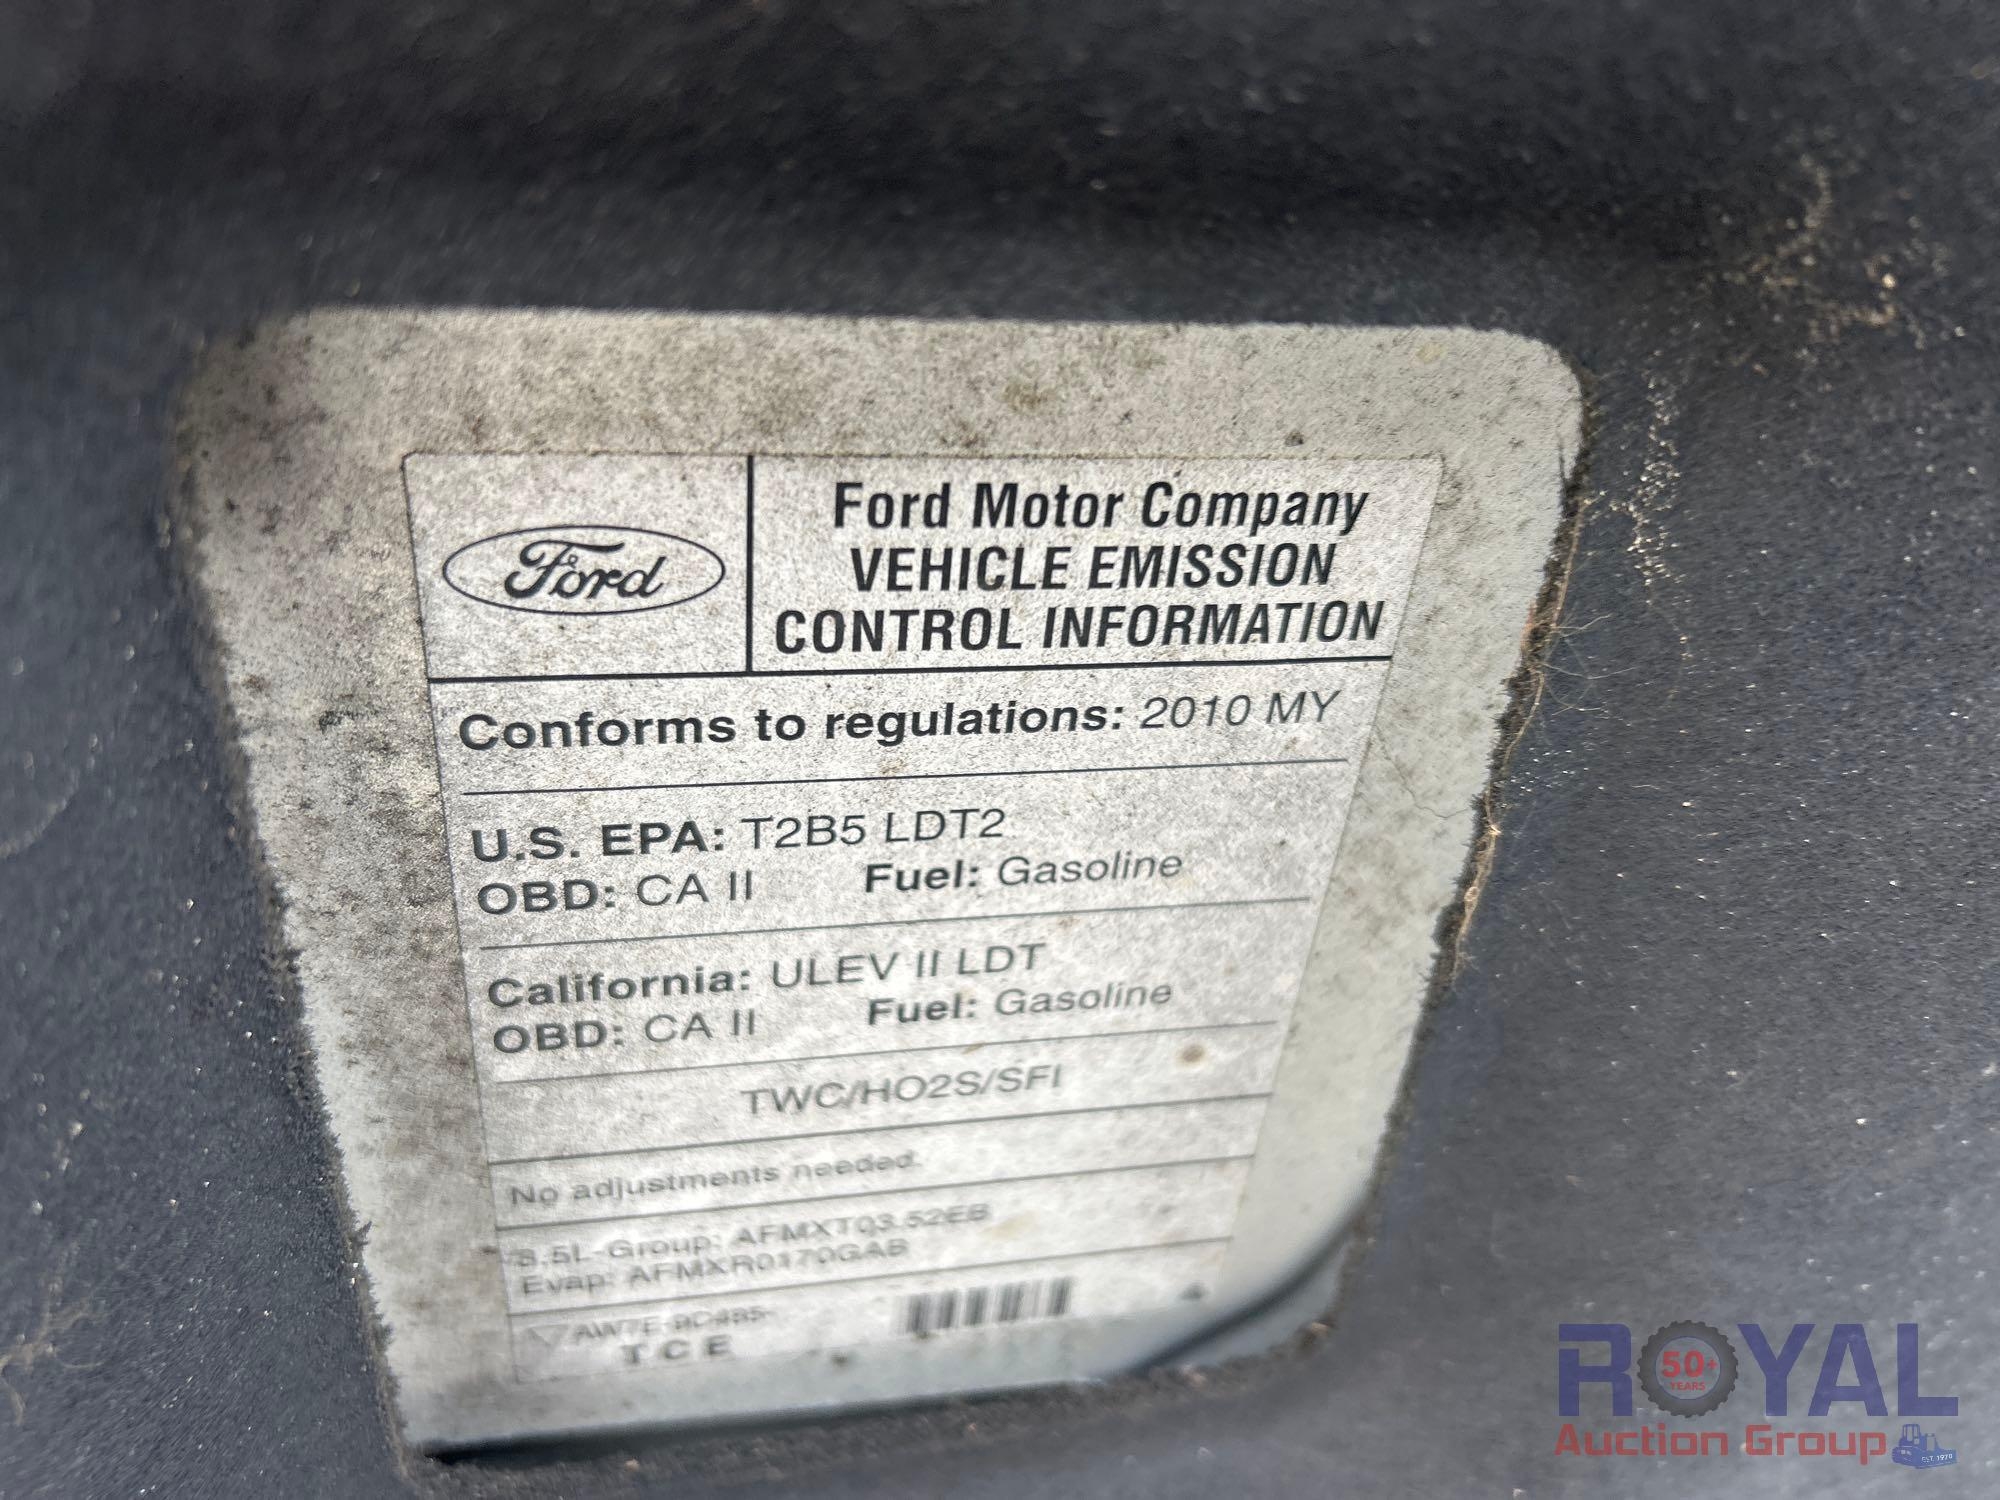 Ford
Ford Motor Company
VEHICLE EMISSION
CONTROL INFORMATION
Conforms to regulations: 2010 MY
U.S. EPA: T2B5 LDT2
OBD: CA II Fuel: Gasoline
California: ULEV II LDT
OBD: CA II Fuel: Gasoline
TWC/HO2S/SFI
No adjustments needed.
3.5L-Group: AFMXT03.52EB
Evap: AFMXR0170GAB
TCE
ROYAL
50+
YEARS
Auction Group
EST. 1970